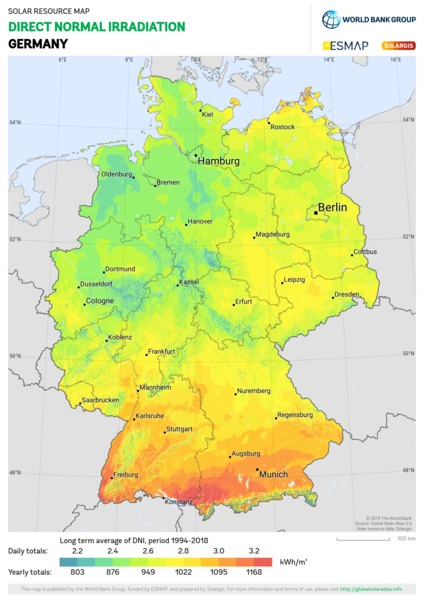 SOLAR RESOURCE MAP
DIRECT NORMAL IRRADIATION
GERMANY
WORLD BANK GROUP
ESMAP
SOLARGIS
6°E
8°E
10°E
12°E
14°E
16°E
54°N
54°N
Kiel
Rostock
Hamburg
Oldenburg
Bremen
Berlin
Hanover
52°N
Magdeburg
52°N
Cottbus
Dortmund
Dusseldorf
Kassel
Leipzig
Cologne
Erfurt
Dresden
Koblenz
50°N
Frankfurt
50°N
Mannheim
Nuremberg
Saarbrucken
Karlsruhe
Regensburg
Stuttgart
Augsburg
48°N
Freiburg
Munich
48°N
Konstanz
© 2019 The World Bank
Source: Global Solar Atlas 2.0
Solar resource data: Solargis
100 km
Long term average of DNI, period 1994-2018
Daily totals: 2.2 2.4 2.6 2.8 3.0 3.2
kWh/m²
Yearly totals: 803 876 949 1022 1095 1168
This map is published by the World Bank Group, funded by ESMAP, and prepared by Solargis. For more information and terms of use, please visit http://globalsolaratlas.info.